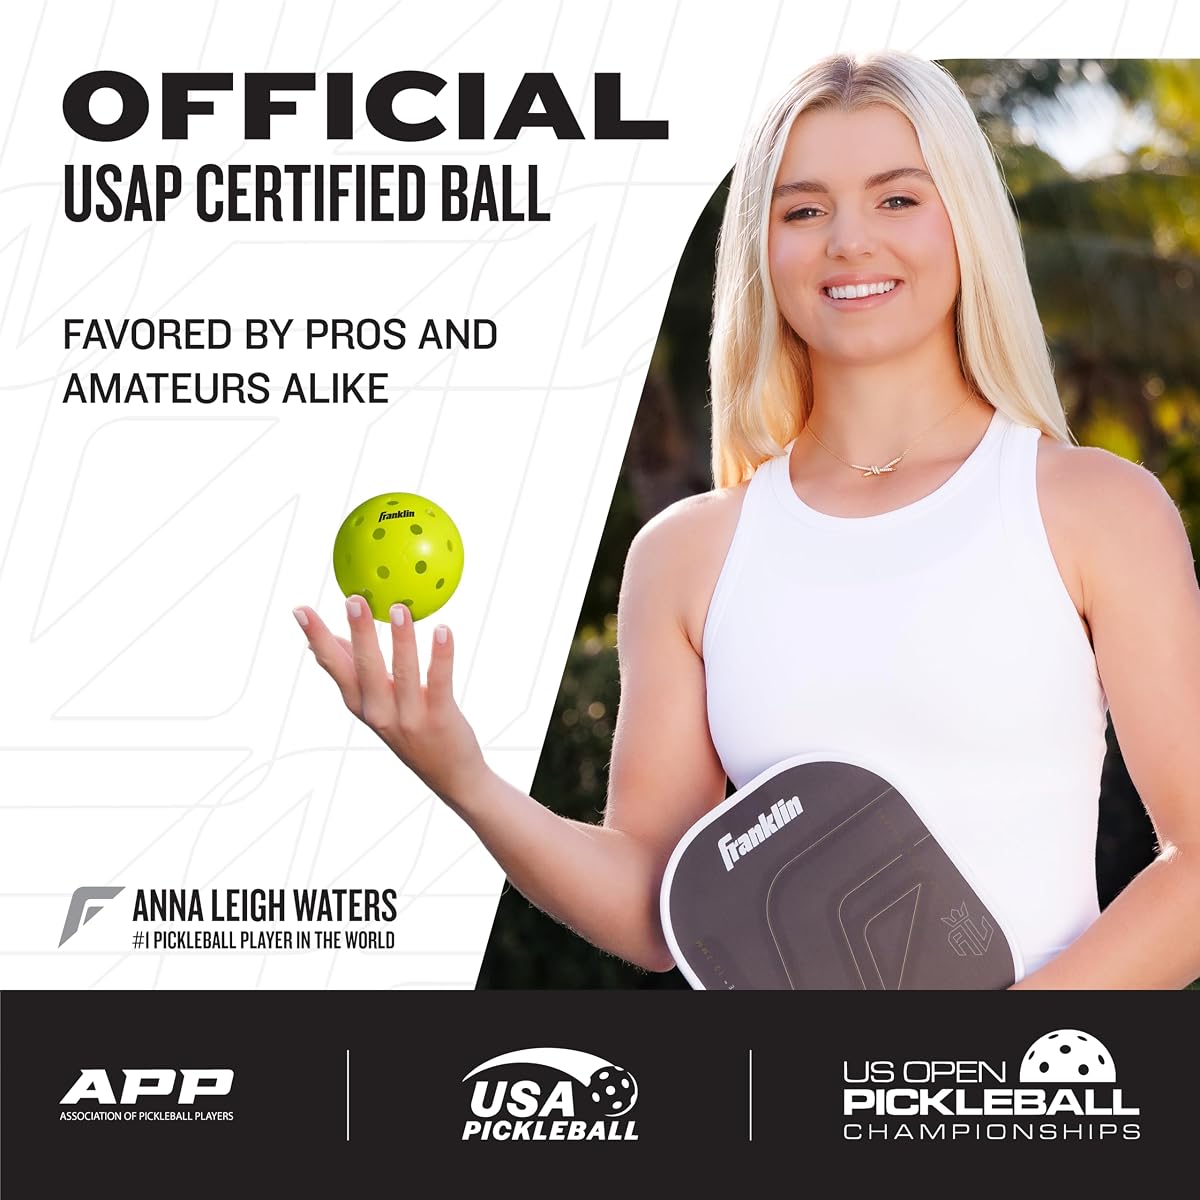 OFFICIAL
USAP CERTIFIED BALL
FAVORED BY PROS AND
AMATEURS ALIKE
Franklin
Franklin
ANNA LEIGH WATERS
#1 PICKLEBALL PLAYER IN THE WORLD
APP
ASSOCIATION OF PICKLEBALL PLAYERS
USA
PICKLEBALL
US OPEN
PICKLEBALL
CHAMPIONSHIPS